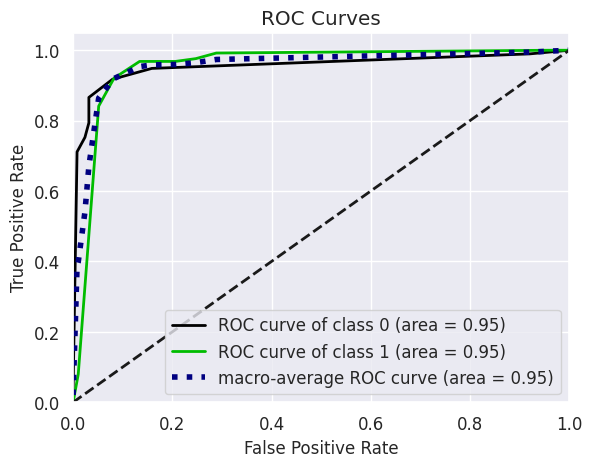 ROC Curves
True Positive Rate
1.0
0.8
0.6
0.4
0.2
0.0
ROC curve of class 0 (area = 0.95)
ROC curve of class 1 (area = 0.95)
macro-average ROC curve (area = 0.95)
0.0 0.2 0.4 0.6 0.8 1.0
False Positive Rate